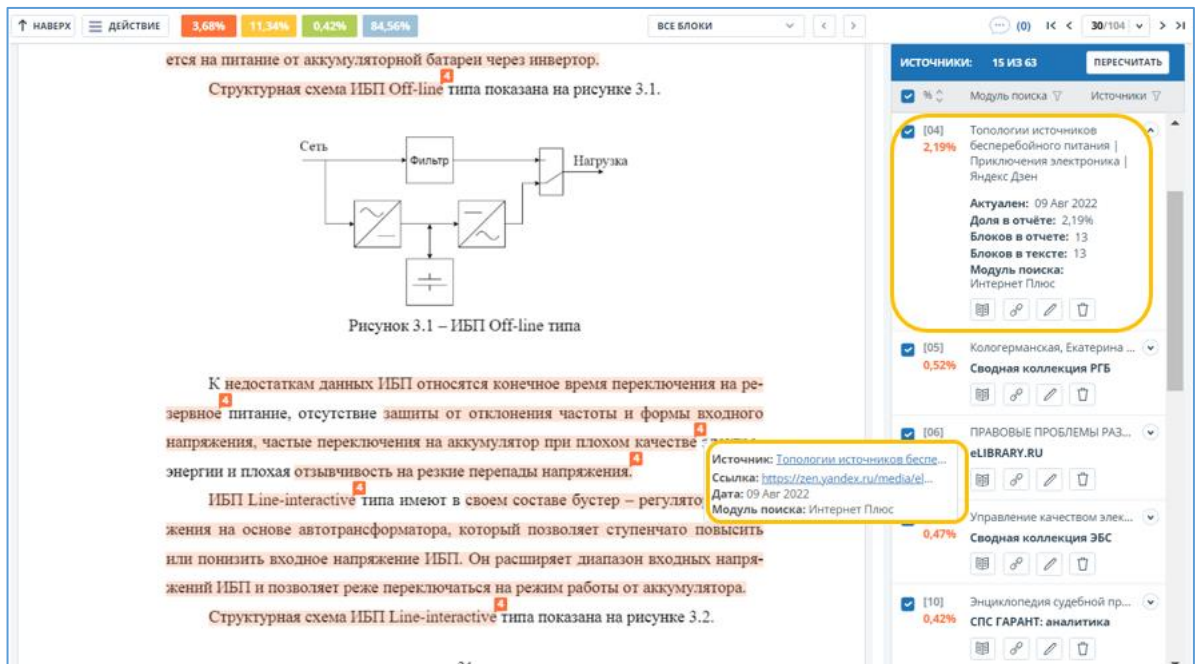 НАВЕРХ ДЕЙСТВИЕ 3,68% 11,34% 0,42% 84,56% ВСЕ БЛОКИ (0) 30/104
ется на питание от аккумуляторной батареи через инвертор.
4
Структурная схема ИБП Off-line типа показана на рисунке 3.1.
Сеть
Фильтр
Нагрузка
Рисунок 3.1 – ИБП Off-line типа
К недостаткам данных ИБП относятся конечное время переключения на ре-
4
зервное питание, отсутствие защиты от отклонения частоты и формы входного
4
напряжения, частые переключения на аккумулятор при плохом качестве
4
энергии и плохая отзывчивость на резкие перепады напряжения.
4
ИБП Line-interactive типа имеют в своем составе бустер – регулятор
жения на основе автотрансформатора, который позволяет ступенчато повысить
или понизить входное напряжение ИБП. Он расширяет диапазон входных напря-
жений ИБП и позволяет реже переключаться на режим работы от аккумулятора.
4
Структурная схема ИБП Line-interactive типа показана на рисунке 3.2.
Источник: Топологии источников беспе...
Ссылка: https://zen.yandex.ru/media/el...
Дата: 09 Авг 2022
Модуль поиска: Интернет Плюс
ИСТОЧНИКИ: 15 ИЗ 63 ПЕРЕСЧИТАТЬ
% Модуль поиска Источники
[04] Топологии источников
2,19% бесперебойного питания |
Приключения электроника |
Яндекс Дзен
Актуален: 09 Авг 2022
Доля в отчёте: 2,19%
Блоков в отчете: 13
Блоков в тексте: 13
Модуль поиска:
Интернет Плюс
[05] Кологерманская, Екатерина ...
0,52% Сводная коллекция РГБ
[06] ПРАВОВЫЕ ПРОБЛЕМЫ РАЗ...
eLIBRARY.RU
Управление качеством элек...
0,47% Сводная коллекция ЭБС
[10] Энциклопедия судебной пр...
0,42% СПС ГАРАНТ: аналитика